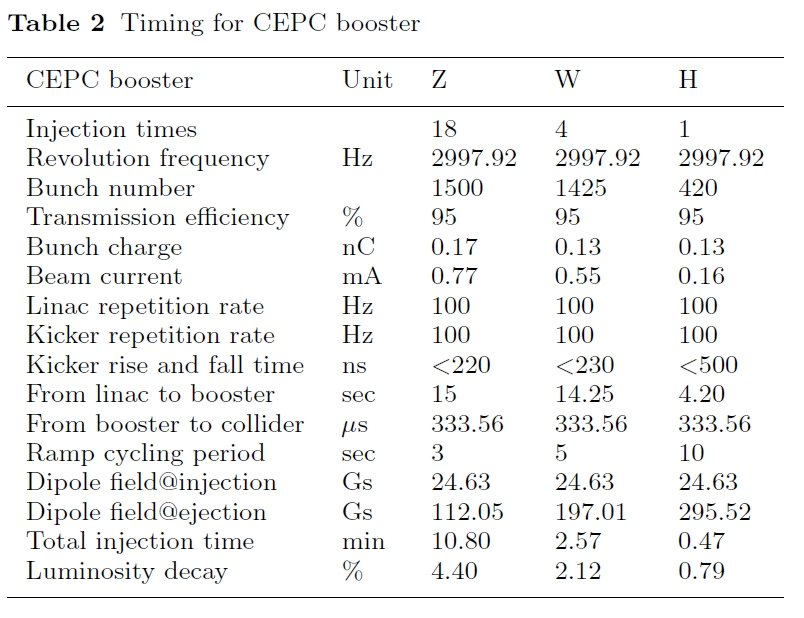 Table 2 Timing for CEPC booster
CEPC booster Unit Z W H
Injection times 18 4 1
Revolution frequency Hz 2997.92 2997.92 2997.92
Bunch number 1500 1425 420
Transmission efficiency % 95 95 95
Bunch charge nC 0.17 0.13 0.13
Beam current mA 0.77 0.55 0.16
Linac repetition rate Hz 100 100 100
Kicker repetition rate Hz 100 100 100
Kicker rise and fall time ns <220 <230 <500
From linac to booster sec 15 14.25 4.20
From booster to collider μs 333.56 333.56 333.56
Ramp cycling period sec 3 5 10
Dipole field@injection Gs 24.63 24.63 24.63
Dipole field@ejection Gs 112.05 197.01 295.52
Total injection time min 10.80 2.57 0.47
Luminosity decay % 4.40 2.12 0.79